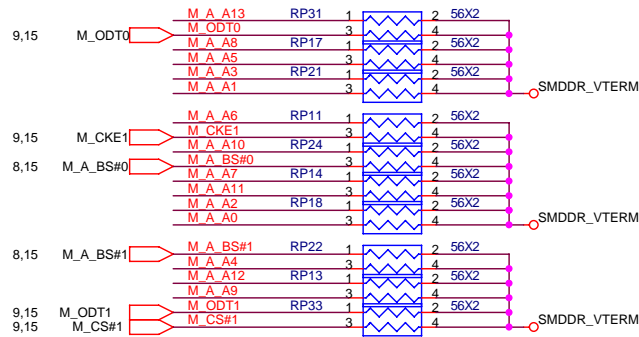 M_A_A13 RP31 1 2 56X2
9,15 M_ODT0 M_ODT0 3 4
M_A_A8 RP17 1 2 56X2
M_A_A5 3 4
M_A_A3 RP21 1 2 56X2
M_A_A1 3 4 SMDDR_VTERM
M_A_A6 RP11 1 2 56X2
9,15 M_CKE1 M_CKE1 3 4
M_A_A10 RP24 1 2 56X2
8,15 M_A_BS#0 M_A_BS#0 3 4
M_A_A7 RP14 1 2 56X2
M_A_A11 3 4
M_A_A2 RP18 1 2 56X2
M_A_A0 3 4 SMDDR_VTERM
8,15 M_A_BS#1 M_A_BS#1 RP22 1 2 56X2
M_A_A4 3 4
M_A_A12 RP13 1 2 56X2
M_A_A9 3 4
9,15 M_ODT1 M_ODT1 RP33 1 2 56X2
9,15 M_CS#1 M_CS#1 3 4 SMDDR_VTERM